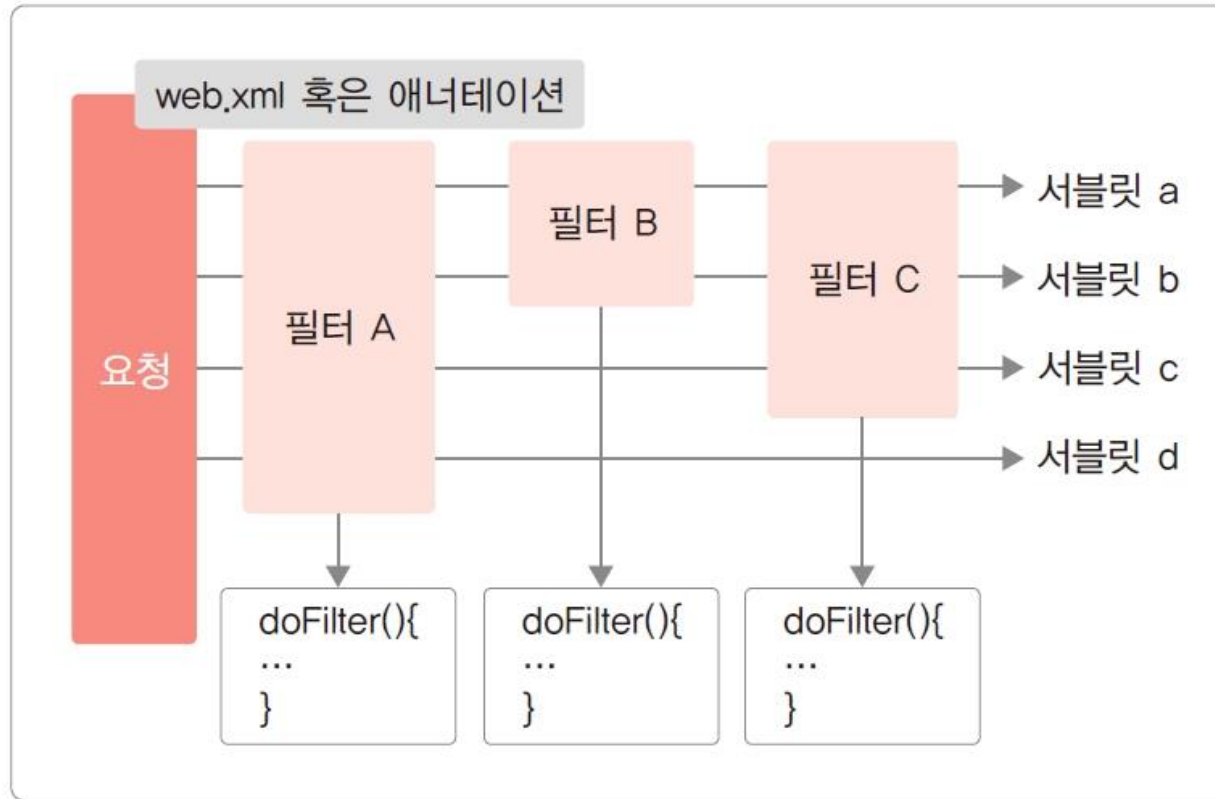 web.xml 혹은 애너테이션
요청
필터 A
필터 B
필터 C
서블릿 a
서블릿 b
서블릿 c
서블릿 d
doFilter(){
...
}
doFilter(){
...
}
doFilter(){
...
}